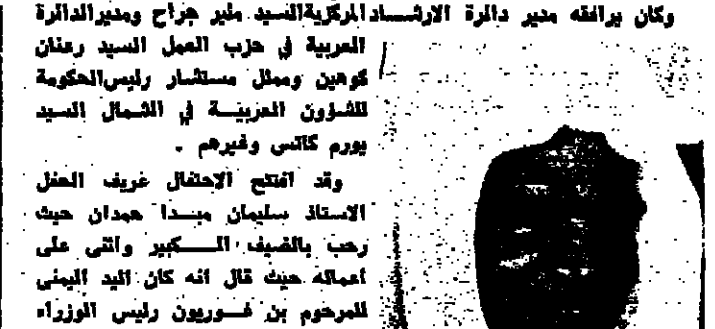 وكان يرافقه مدير دائرة الارشاد المركزية السيد منير جراح ومدير الدائرة
العربية في حزب العمل السيد رعنان
كوهين وممثل مستشار رئيس الحكومة
للشؤون العربية في الشمال السيد
يورم كاتس وغيرهم .
وقد افتتح الاحتفال عريف الحفل
الاستاذ سليمان مبدا حمدان حيث
رحب بالضيف الكبير واثنى على
أعماله حيث قال انه كان اليد اليمنى
للمرحوم بن غوريون رئيس الوزراء